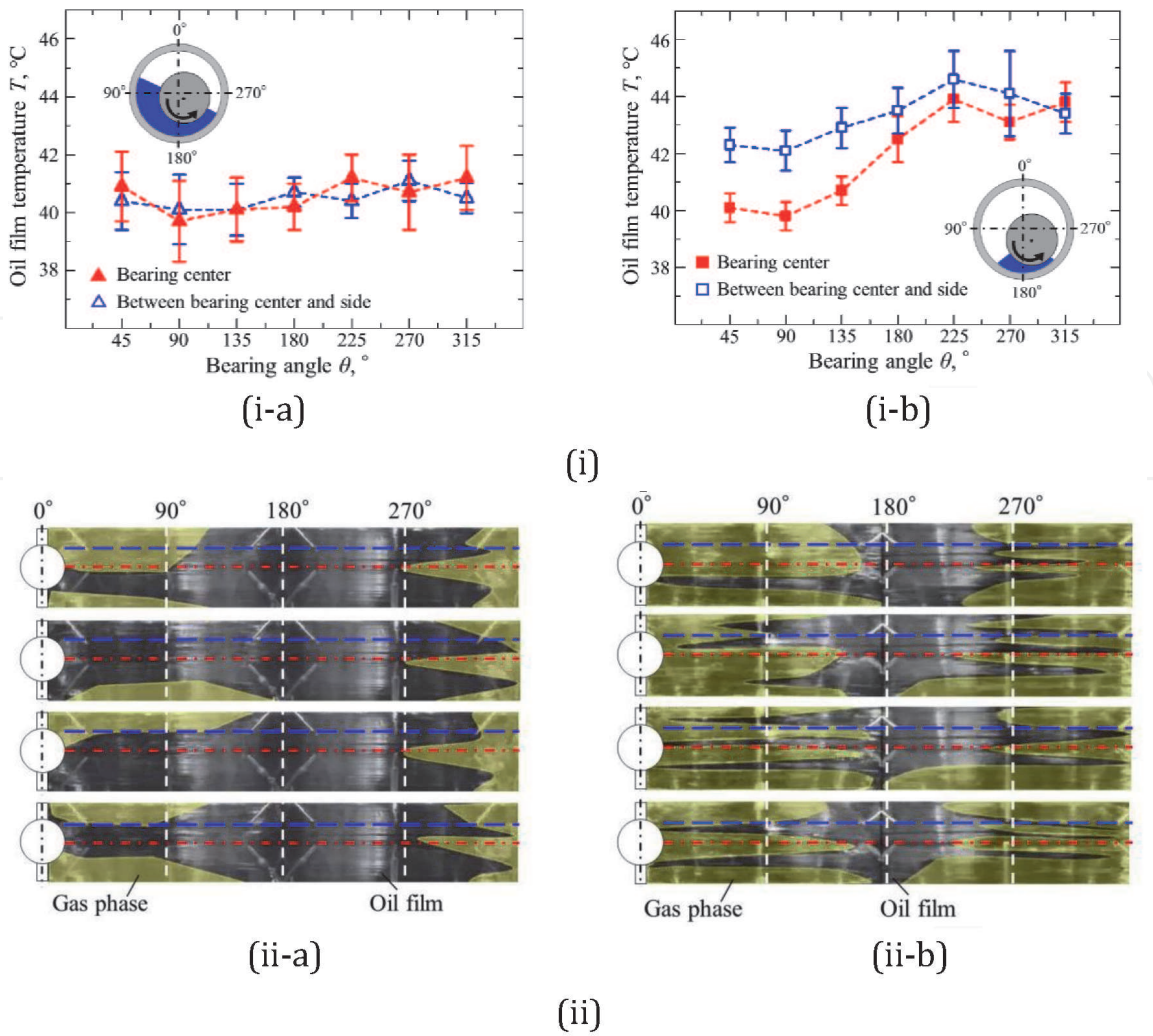 46
44
42
40
38
Oil film temperature T, °C
0°
90°
270°
180°
Bearing center
Between bearing center and side
45 90 135 180 225 270 315
Bearing angle θ, °
(i-a)
46
44
42
40
38
Oil film temperature T, °C
0°
90°
270°
180°
Bearing center
Between bearing center and side
45 90 135 180 225 270 315
Bearing angle θ, °
(i-b)
(i)
0° 90° 180° 270°
Gas phase Oil film
(ii-a)
0° 90° 180° 270°
Gas phase Oil film
(ii-b)
(ii)